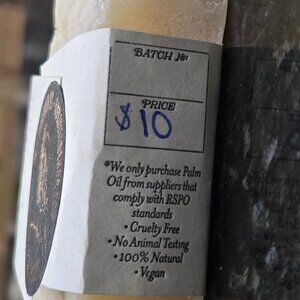 BATCH Nº:
PRICE
$10
*We only purchase Palm
Oil from suppliers that
comply with RSPO
standards
• Cruelty Free
• No Animal Testing
• 100% Natural
• Vegan